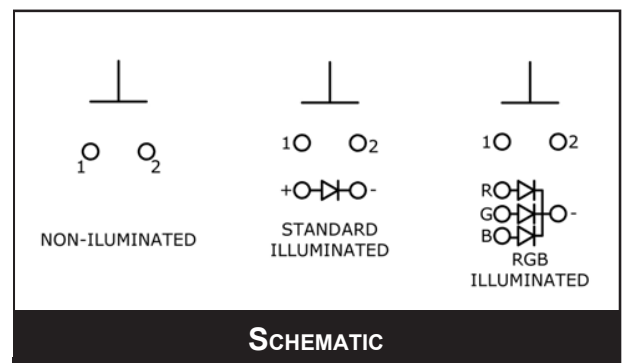 1 2
NON-ILUMINATED
1 2
+ -
STANDARD
ILLUMINATED
1 2
R
G -
B
RGB
ILLUMINATED
SCHEMATIC